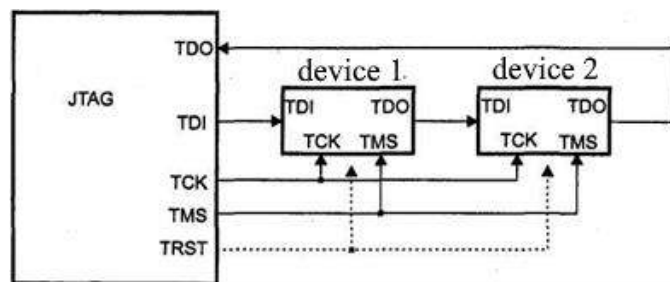 TDO
device 1
device 2
JTAG
TDI
TDI TDO
TDI TDO
TCK TMS
TCK TMS
TCK
TMS
TRST